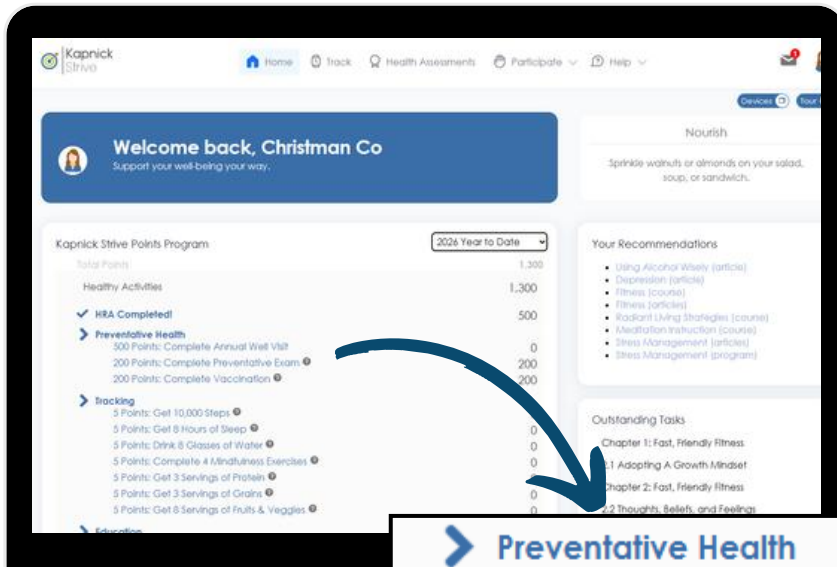 Kapnick
Strive
Home Track Health Assessments Participate Help
1
Devices
Welcome back, Christman Co
Support your well-being your way.
Nourish
Sprinkle walnuts or almonds on your salad,
soup, or sandwich.
Kapnick Strive Points Program
2026 Year to Date
Total Points 1,300
Healthy Activities 1,300
HRA Completed! 500
Preventative Health
500 Points: Complete Annual Well Visit 0
200 Points: Complete Preventative Exam 200
200 Points: Complete Vaccination 200
Tracking
5 Points: Get 10,000 Steps
5 Points: Get 8 Hours of Sleep 0
5 Points: Drink 8 Glasses of Water 0
5 Points: Complete 4 Mindfulness Exercises 0
5 Points: Get 3 Servings of Protein
5 Points: Get 3 Servings of Grains 0
5 Points: Get 8 Servings of Fruits & Veggies 0
Education
Your Recommendations
Using Alcohol Wisely (article)
Depression (article)
Fitness (course)
Fitness (articles)
Radiant Living Strategies (course)
Meditation Instruction (course)
Stress Management (articles)
Stress Management (program)
Outstanding Tasks
Chapter 1: Fast, Friendly Fitness
2.1 Adopting A Growth Mindset
Chapter 2: Fast, Friendly Fitness
2.2 Thoughts, Beliefs, and Feelings
Preventative Health